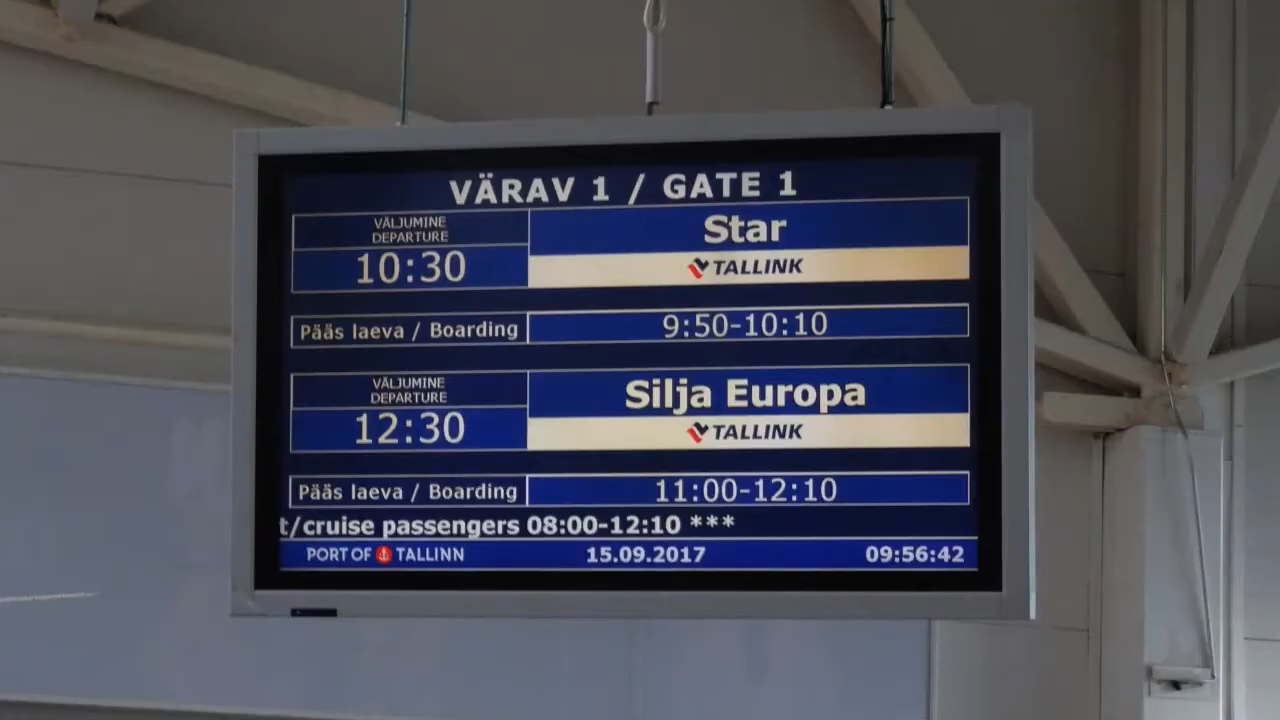 VÄRAV 1 / GATE 1
VÄLJUMINE
DEPARTURE
10:30
Star
TALLINK
Pääs laeva / Boarding
9:50-10:10
VÄLJUMINE
DEPARTURE
12:30
Silja Europa
TALLINK
Pääs laeva / Boarding
11:00-12:10
t/cruise passengers 08:00-12:10 ***
PORT OF TALLINN 15.09.2017 09:56:42